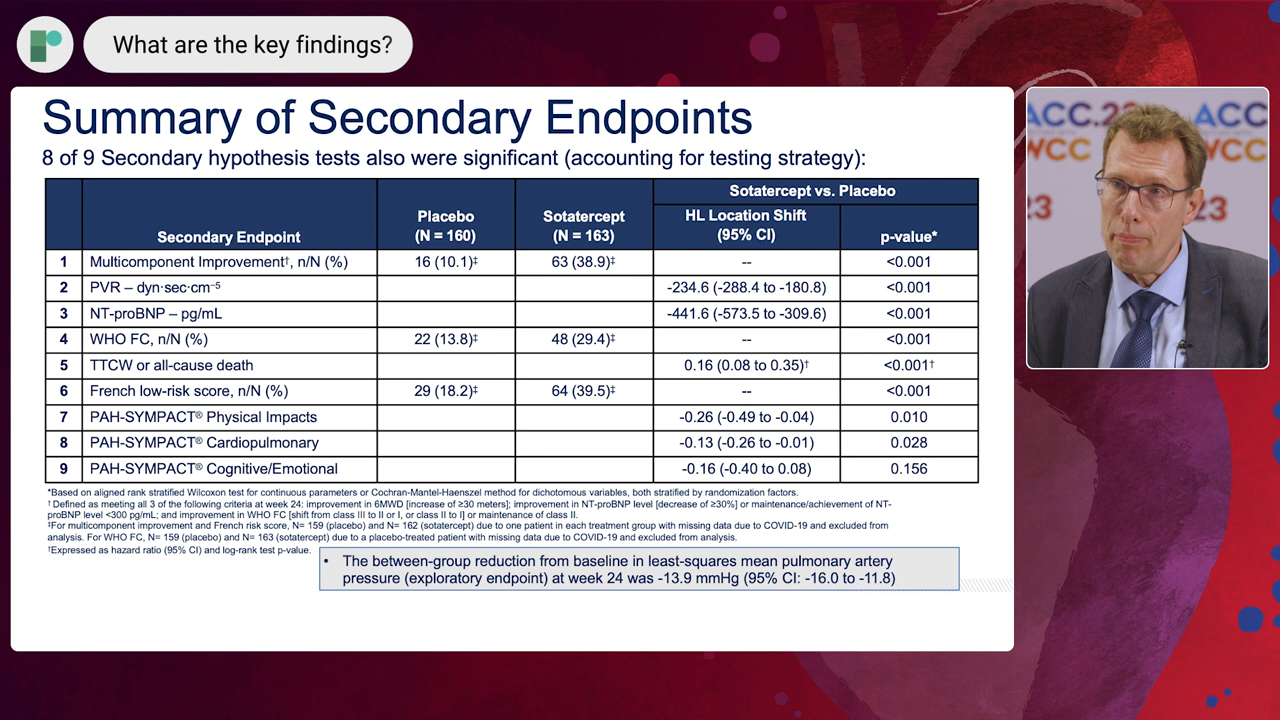 What are the key findings?
Summary of Secondary Endpoints
8 of 9 Secondary hypothesis tests also were significant (accounting for testing strategy):
Secondary Endpoint
Placebo
(N = 160)
Sotatercept
(N = 163)
Sotatercept vs. Placebo
HL Location Shift
(95% CI)
p-value*
1 Multicomponent Improvement†, n/N (%) 16 (10.1)‡ 63 (38.9)‡ -- <0.001
2 PVR – dyn·sec·cm⁻⁵ -234.6 (-288.4 to -180.8) <0.001
3 NT-proBNP – pg/mL -441.6 (-573.5 to -309.6) <0.001
4 WHO FC, n/N (%) 22 (13.8)‡ 48 (29.4)‡ -- <0.001
5 TTCW or all-cause death 0.16 (0.08 to 0.35)† <0.001†
6 French low-risk score, n/N (%) 29 (18.2)‡ 64 (39.5)‡ -- <0.001
7 PAH-SYMPACT® Physical Impacts -0.26 (-0.49 to -0.04) 0.010
8 PAH-SYMPACT® Cardiopulmonary -0.13 (-0.26 to -0.01) 0.028
9 PAH-SYMPACT® Cognitive/Emotional -0.16 (-0.40 to 0.08) 0.156
*Based on aligned rank stratified Wilcoxon test for continuous parameters or Cochran-Mantel-Haenszel method for dichotomous variables, both stratified by randomization factors.
† Defined as meeting all 3 of the following criteria at week 24: improvement in 6MWD [increase of ≥30 meters]; improvement in NT-proBNP level [decrease of ≥30%] or maintenance/achievement of NT-
proBNP level <300 pg/mL; and improvement in WHO FC [shift from class III to II or I, or class II to I] or maintenance of class II.
‡For multicomponent improvement and French risk score, N= 159 (placebo) and N= 162 (sotatercept) due to one patient in each treatment group with missing data due to COVID-19 and excluded from
analysis. For WHO FC, N= 159 (placebo) and N= 163 (sotatercept) due to a placebo-treated patient with missing data due to COVID-19 and excluded from analysis.
†Expressed as hazard ratio (95% CI) and log-rank test p-value.
• The between-group reduction from baseline in least-squares mean pulmonary artery
pressure (exploratory endpoint) at week 24 was -13.9 mmHg (95% CI: -16.0 to -11.8)
ACC.23
ACC
WCC
WCC
23
23